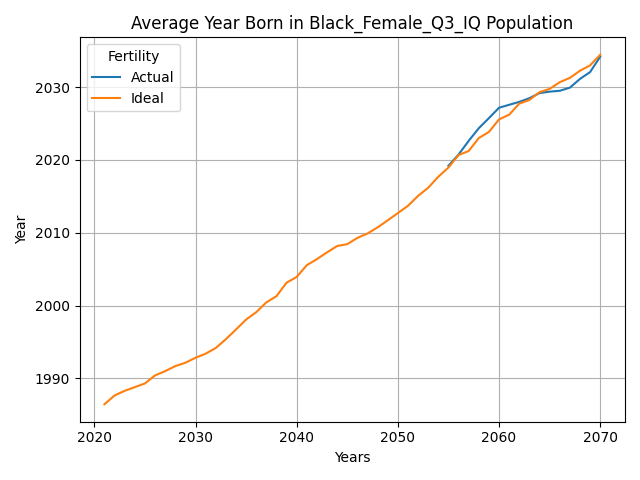 Average Year Born in Black_Female_Q3_IQ Population
Fertility
Actual
Ideal
2030
2020
2010
2000
1990
Year
2020 2030 2040 2050 2060 2070
Years